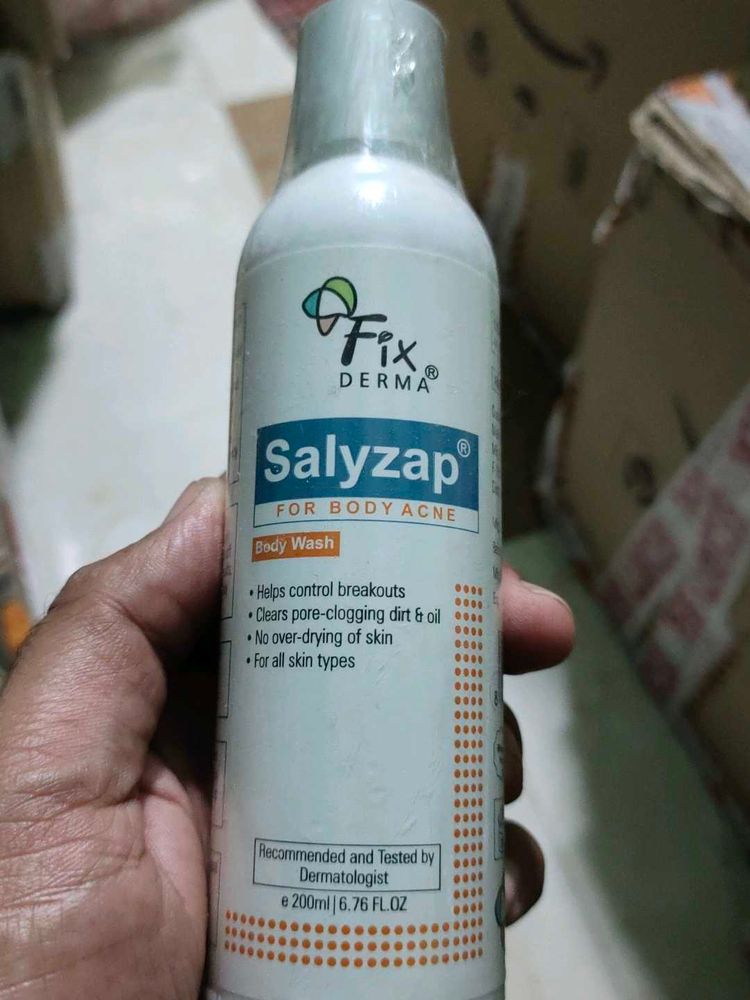 Fix
DERMA®
Salyzap®
FOR BODY ACNE
Body Wash
• Helps control breakouts
• Clears pore-clogging dirt & oil
• No over-drying of skin
• For all skin types
Recommended and Tested by
Dermatologist
e 200ml | 6.76 FL.OZ